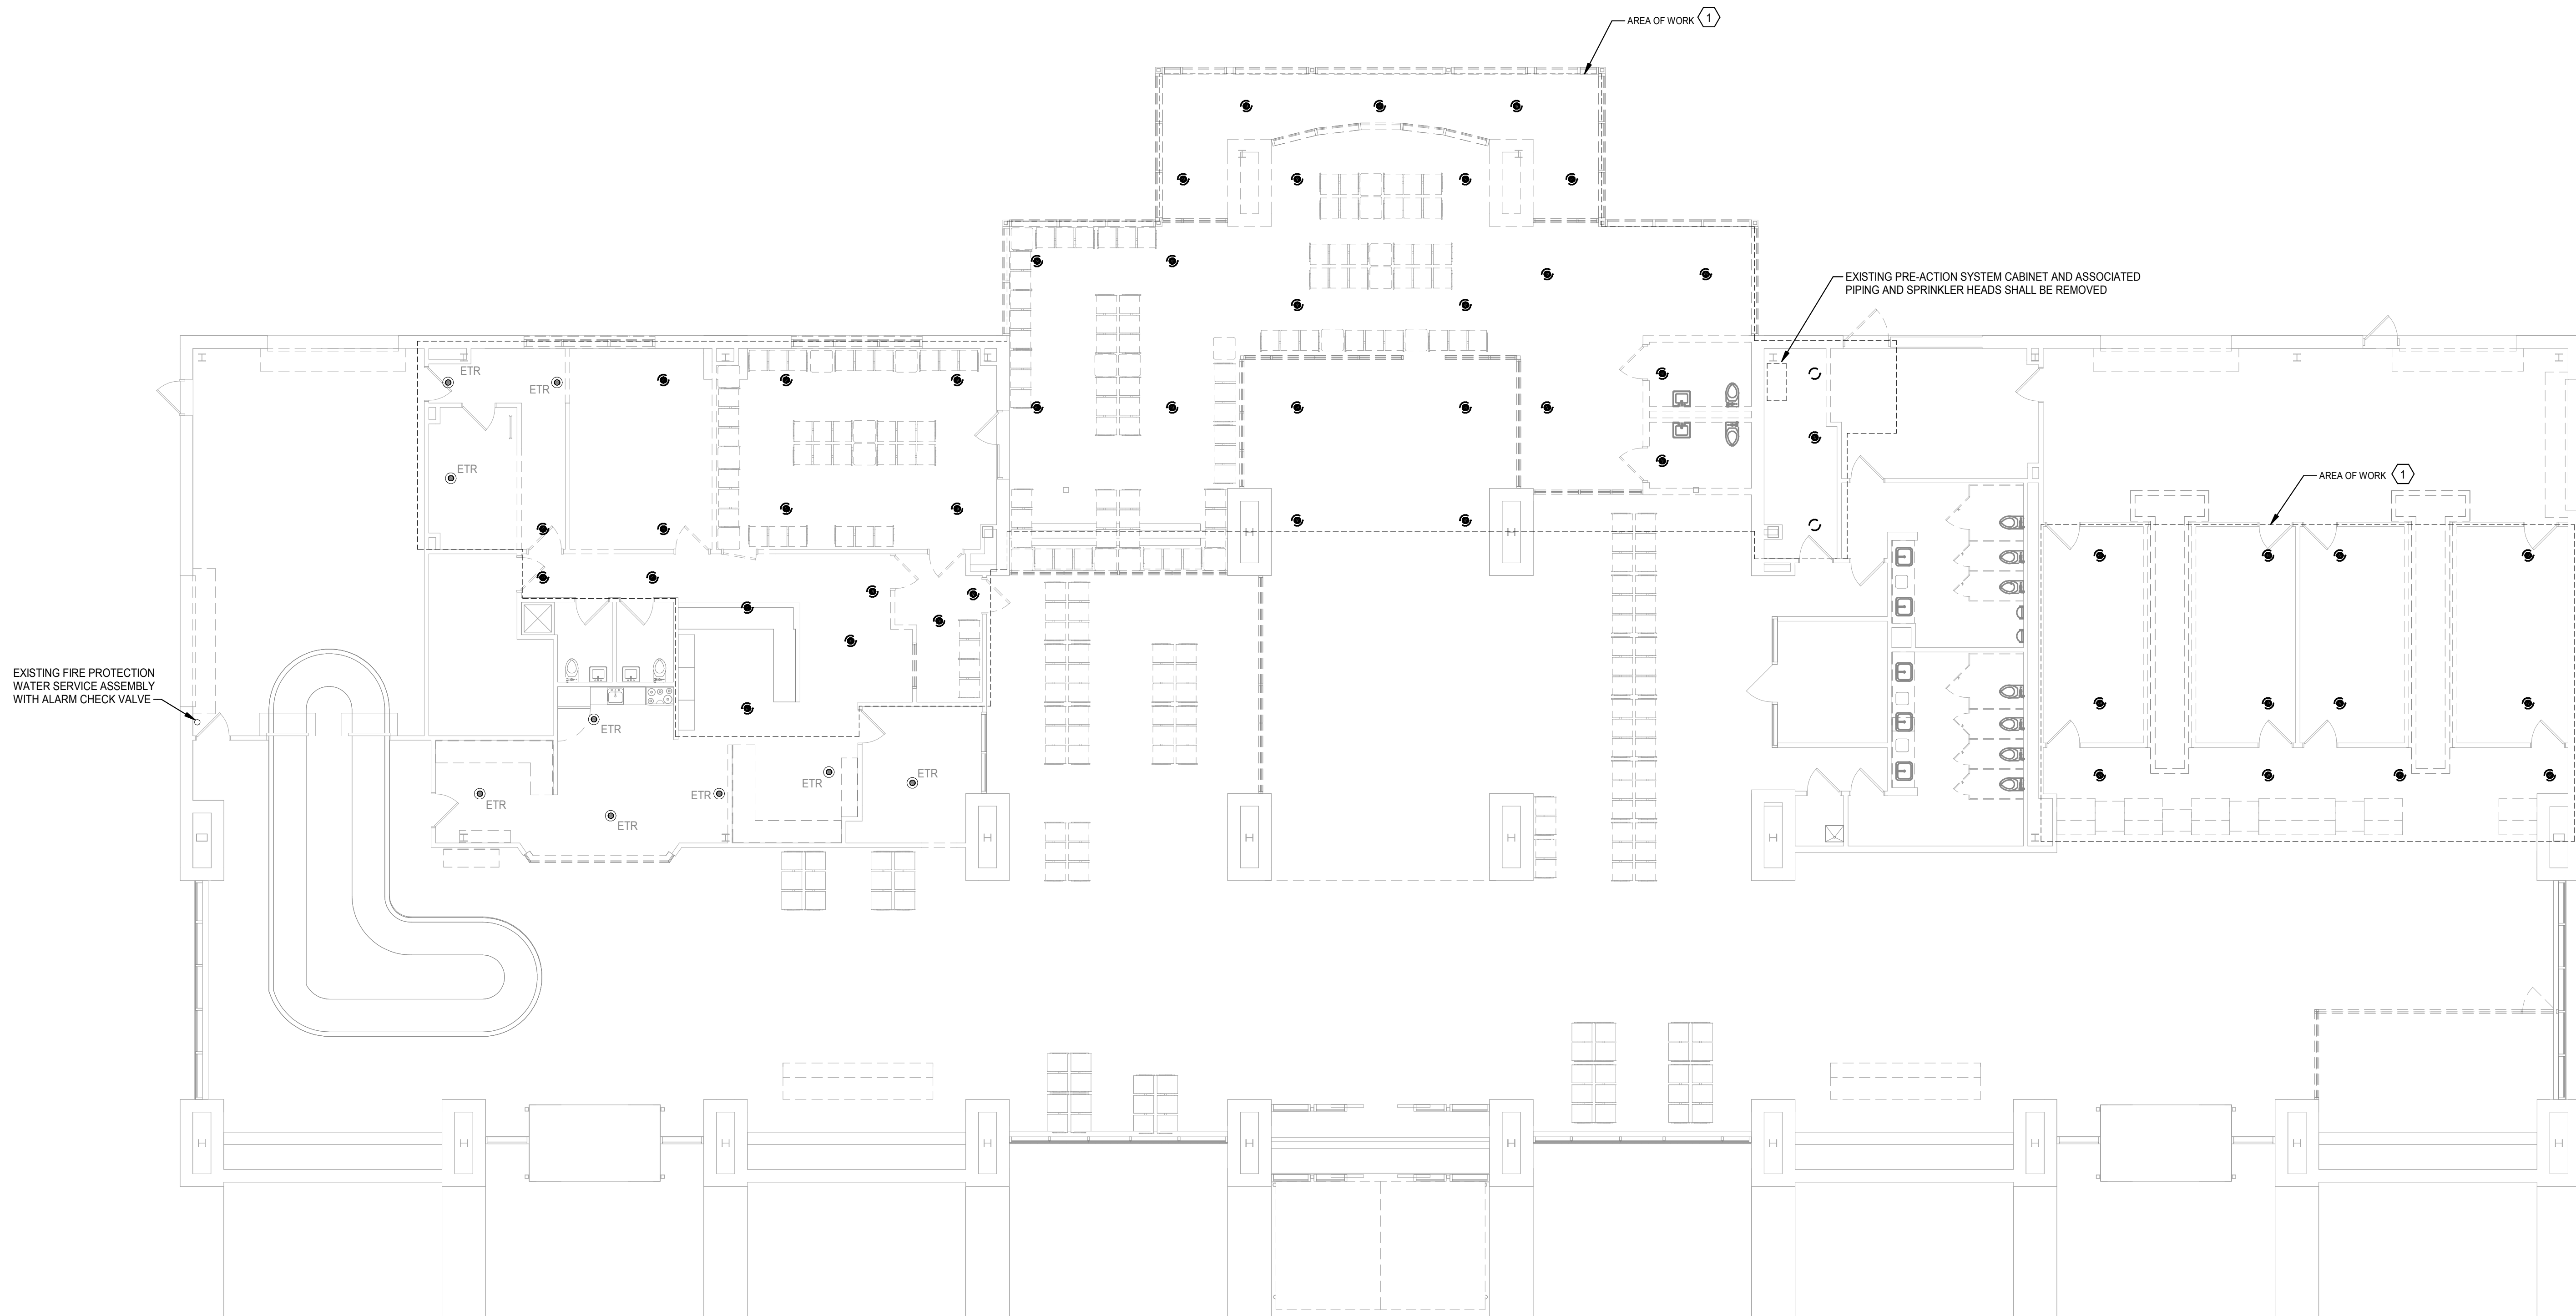 AREA OF WORK 1
EXISTING PRE-ACTION SYSTEM CABINET AND ASSOCIATED
PIPING AND SPRINKLER HEADS SHALL BE REMOVED
ETR
ETR
ETR
AREA OF WORK 1
EXISTING FIRE PROTECTION
WATER SERVICE ASSEMBLY
WITH ALARM CHECK VALVE
ETR
ETR
ETR
ETR
ETR
ETR